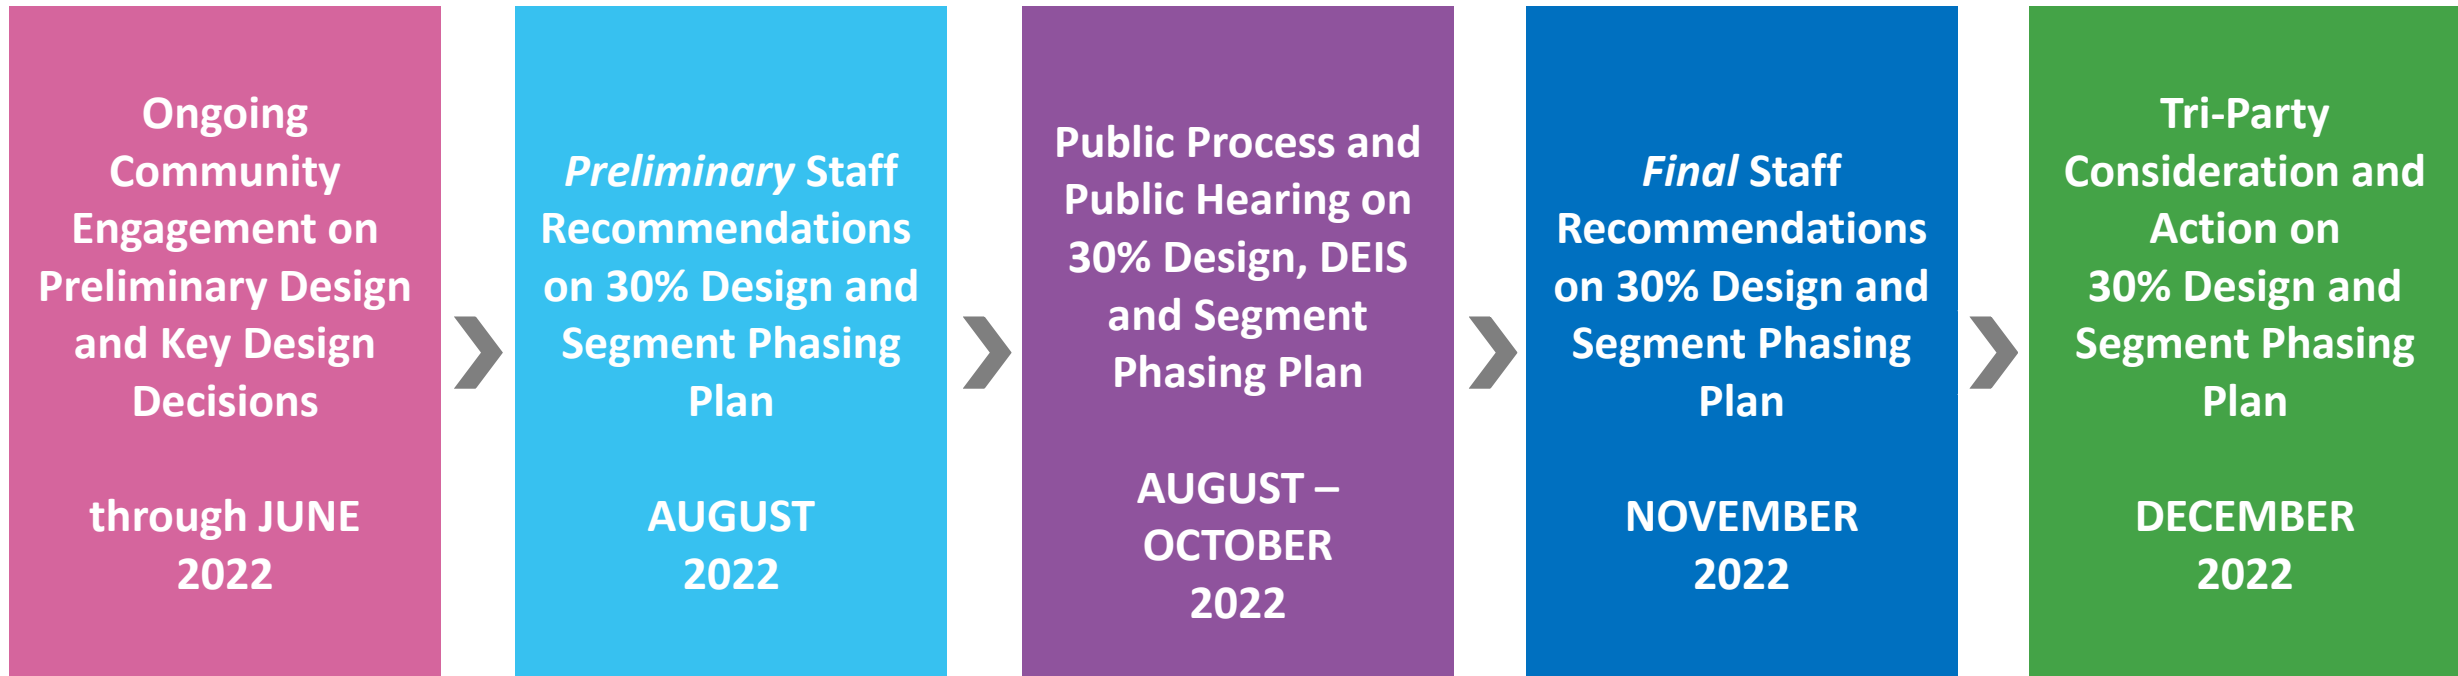 Ongoing
Community
Engagement on
Preliminary Design
and Key Design
Decisions
through JUNE
2022
Preliminary Staff
Recommendations
on 30% Design and
Segment Phasing
Plan
AUGUST
2022
Public Process and
Public Hearing on
30% Design, DEIS
and Segment
Phasing Plan
AUGUST –
OCTOBER
2022
Final Staff
Recommendations
on 30% Design and
Segment Phasing
Plan
NOVEMBER
2022
Tri-Party
Consideration and
Action on
30% Design and
Segment Phasing
Plan
DECEMBER
2022